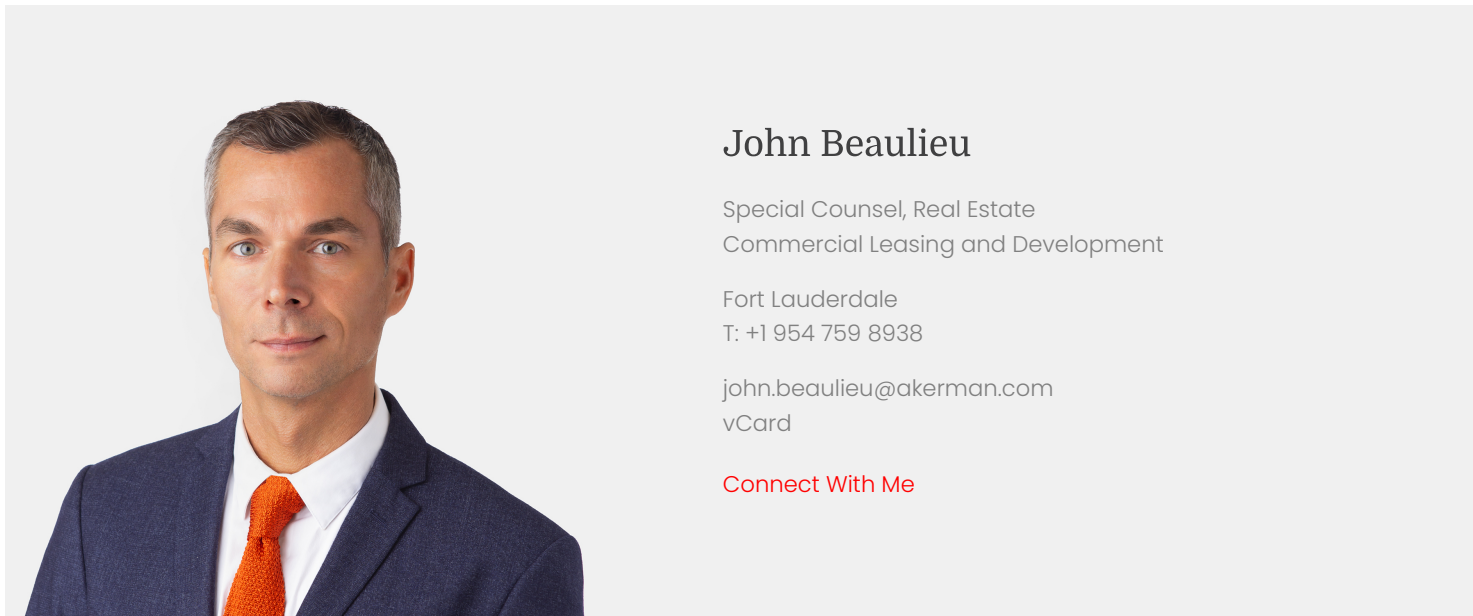 John Beaulieu
Special Counsel, Real Estate
Commercial Leasing and Development
Fort Lauderdale
T: +1 954 759 8938
john.beaulieu@akerman.com
vCard
Connect With Me